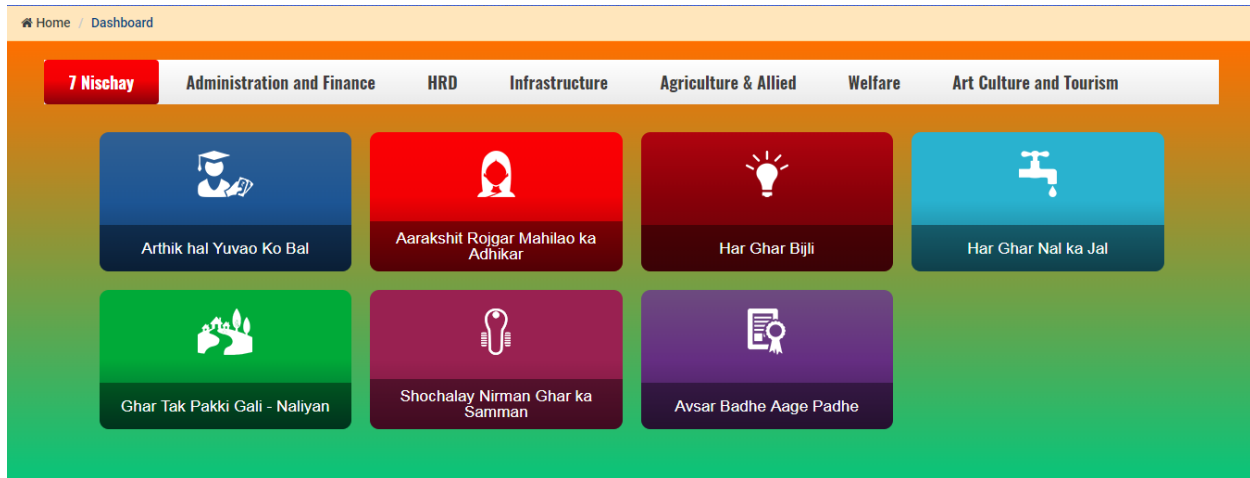 Home / Dashboard
7 Nischay Administration and Finance HRD Infrastructure Agriculture & Allied Welfare Art Culture and Tourism
Arthik hal Yuvao Ko Bal
Aarakshit Rojgar Mahilao ka
Adhikar
Har Ghar Bijli
Har Ghar Nal ka Jal
Ghar Tak Pakki Gali - Naliyan
Shochalay Nirman Ghar ka
Samman
Avsar Badhe Aage Padhe